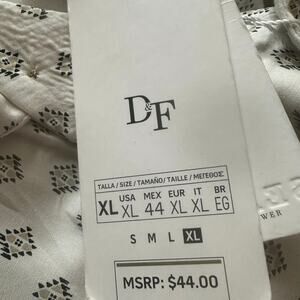 D&F
TALLA / SIZE / TAMAÑO / TAILLE / ΜΕΓΕΘΟΣ
USA MEX EUR IT BR
XL XL 44 XL XL EG
S M L XL
MSRP: $44.00
WER